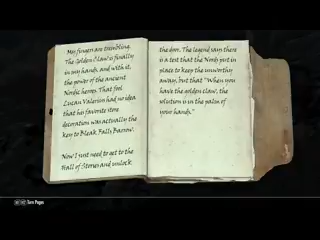 My fingers are trembling.
The Golden Claw is finally
in my hands, and with it,
the power of the ancient
Nordic heroes. That fool
Lucan Valerius had no idea
that his favorite store
decoration was actually the
key to Bleak Falls Barrow.
Now I just need to get to the
Hall of Stories and unlock
the door. The legend says there
is a test that the Nords put in
place to keep the unworthy
away, but that "When you
have the golden claw, the
solution is in the palm of
your hands."
Turn Pages